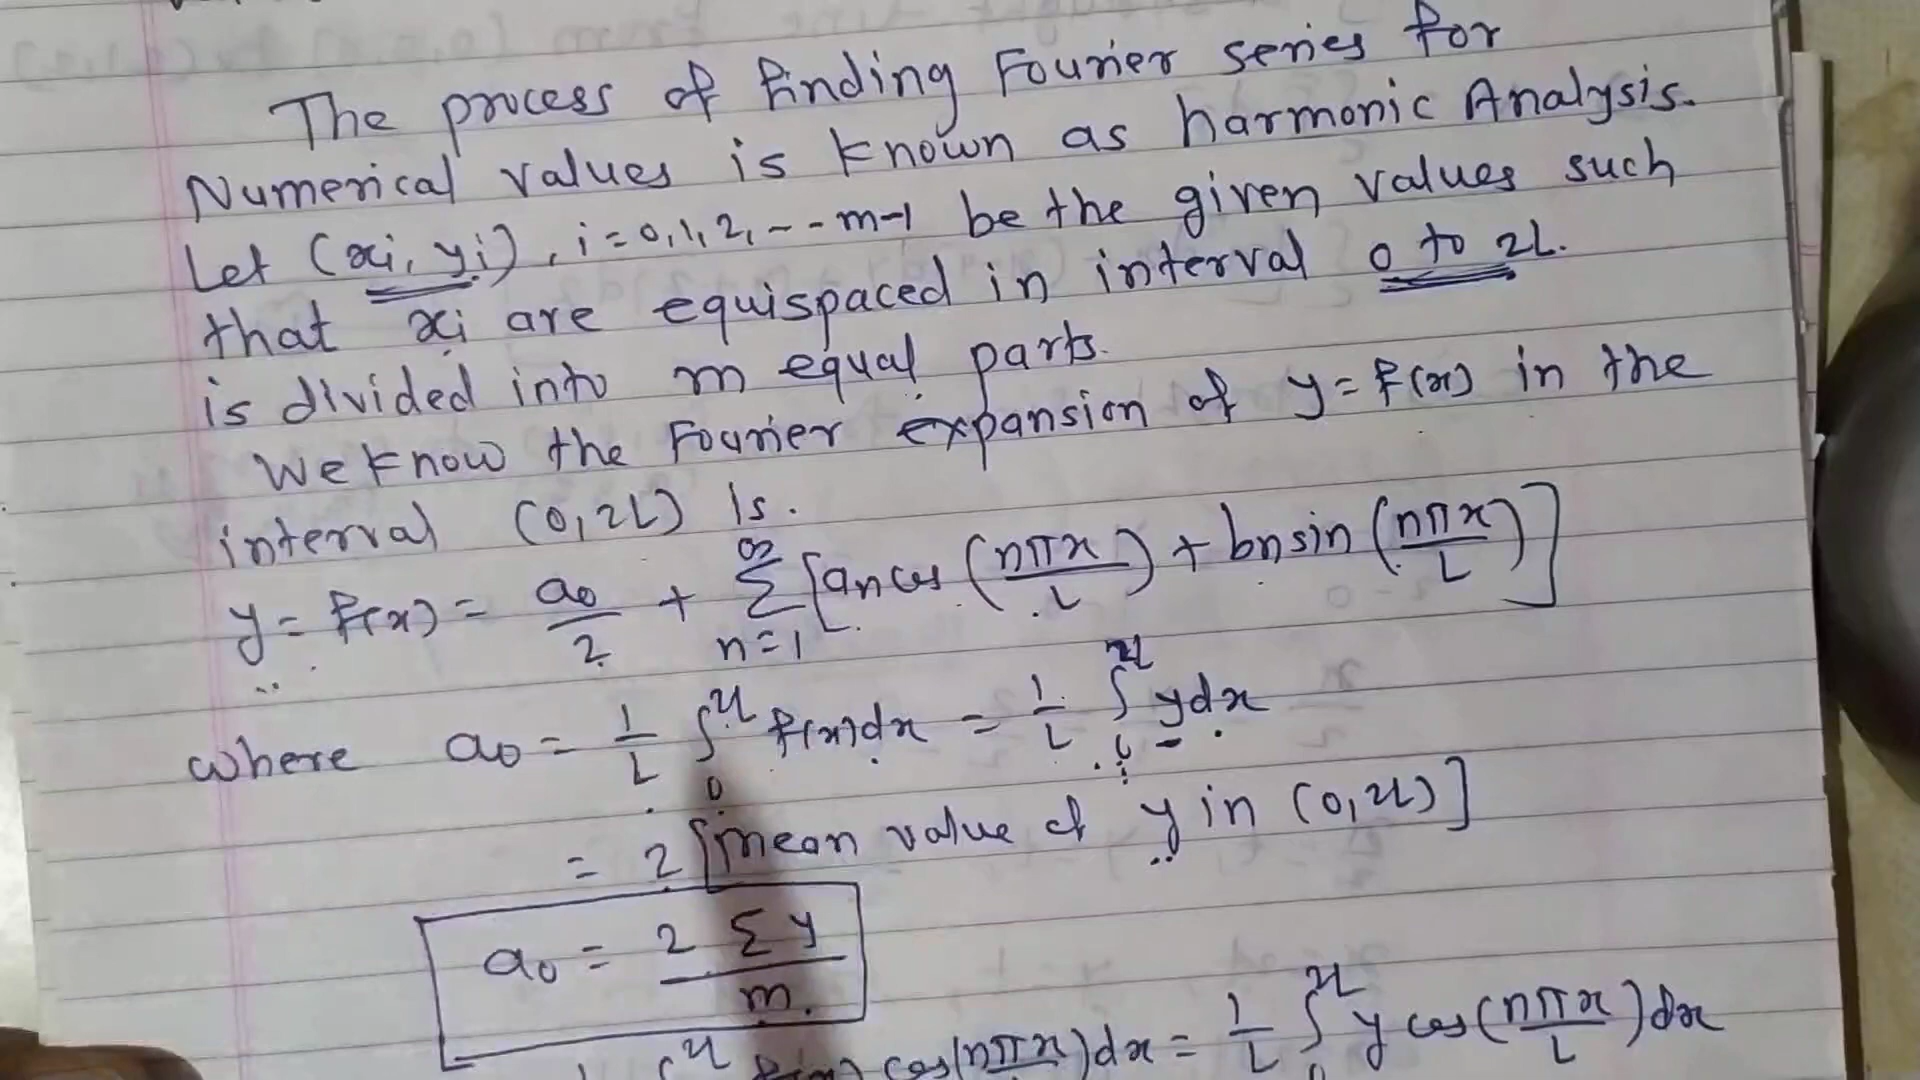 The process of finding Fourier series for
Numerical values is known as harmonic Analysis.
Let (xi, yi), i=0,1,2,---m-1 be the given values such
that xi are equispaced in interval 0 to 2L.
is divided into m equal parts.
We know the Fourier expansion of y=f(x) in the
interval (0,2L) is.
y = f(x) = a0/2 + ∑ n=1 ∞ [an cos (nπx/L) + bn sin (nπx/L)]
where a0 = 1/L ∫0 2L f(x)dx = 1/L ∫0 2L y dx
= 2 [mean value of y in (0,2L)]
a0 = 2 ∑y / m
cos(nπx)dx = 1/L ∫0 2L y cos(nπx/L)dx